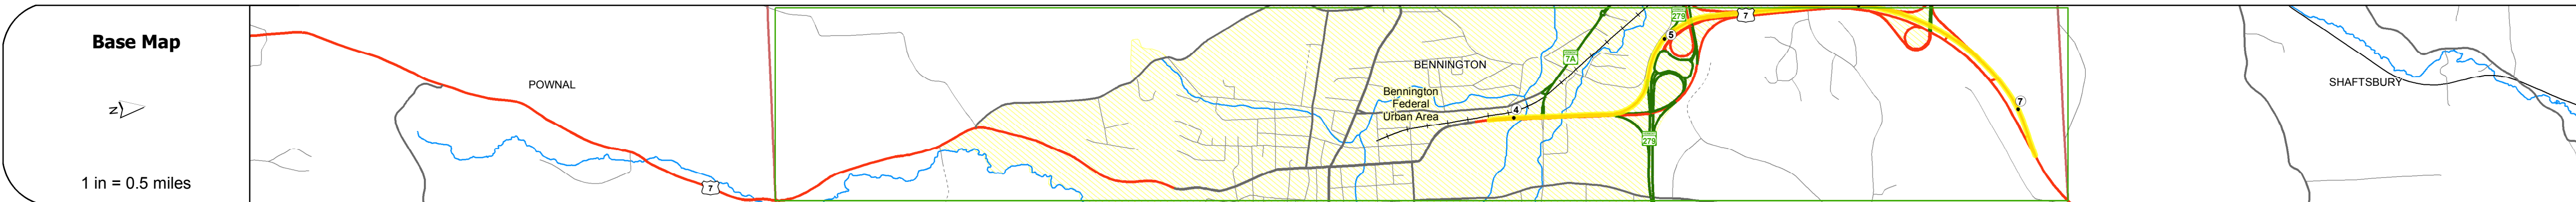 Base Map
N
1 in = 0.5 miles
POWNAL
7
BENNINGTON
Bennington
Federal
Urban Area
4
7A
279
5
7
279
7
SHAFTSBURY